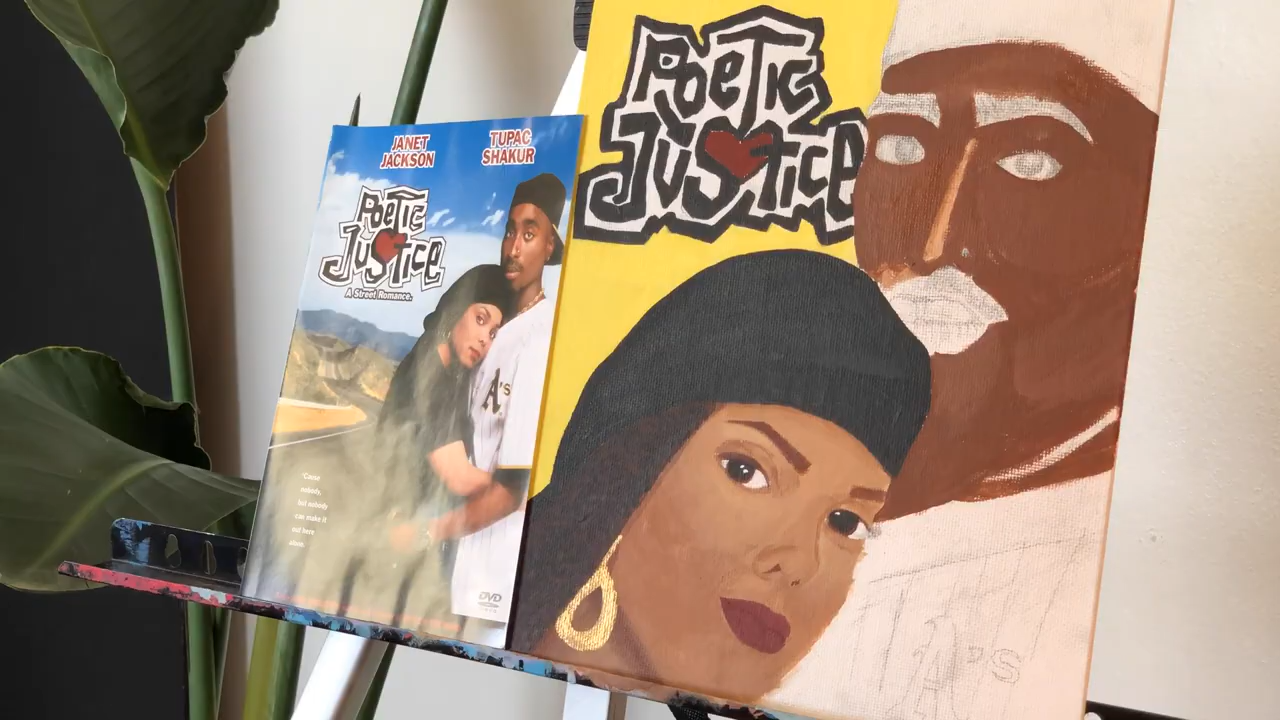 JANET
JACKSON
TUPAC
SHAKUR
POETIC
JUSTICE
A Street Romance.
A's
'Cause
nobody,
but nobody
can make it
out here
alone.
DVD
POETIC
JUSTICE
A's